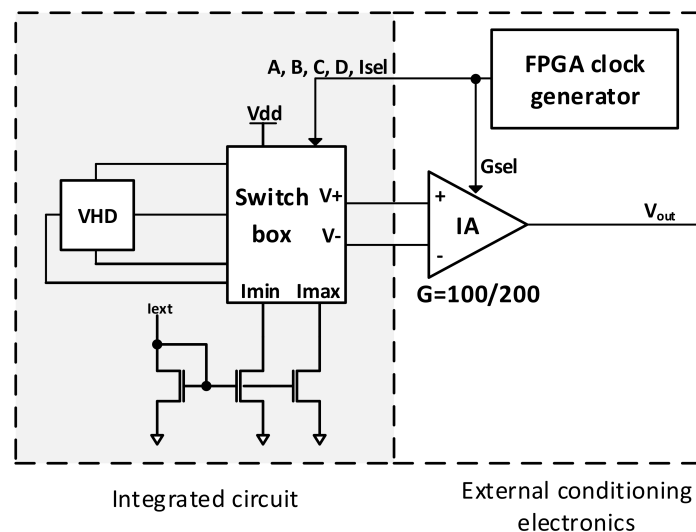 A, B, C, D, Isel
FPGA clock
generator
Vdd
Gsel
VHD
Switch
box
V+
V-
+
-
IA
Vout
Imin
Imax
G=100/200
Iext
Integrated circuit
External conditioning
electronics